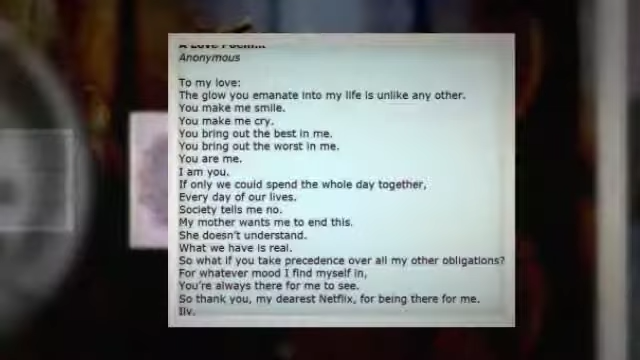 A Love Poem...
Anonymous
To my love:
The glow you emanate into my life is unlike any other.
You make me smile.
You make me cry.
You bring out the best in me.
You bring out the worst in me.
You are me.
I am you.
If only we could spend the whole day together,
Every day of our lives.
Society tells me no.
My mother wants me to end this.
She doesn't understand.
What we have is real.
So what if you take precedence over all my other obligations?
For whatever mood I find myself in,
You're always there for me to see.
So thank you, my dearest Netflix, for being there for me.
Ily.